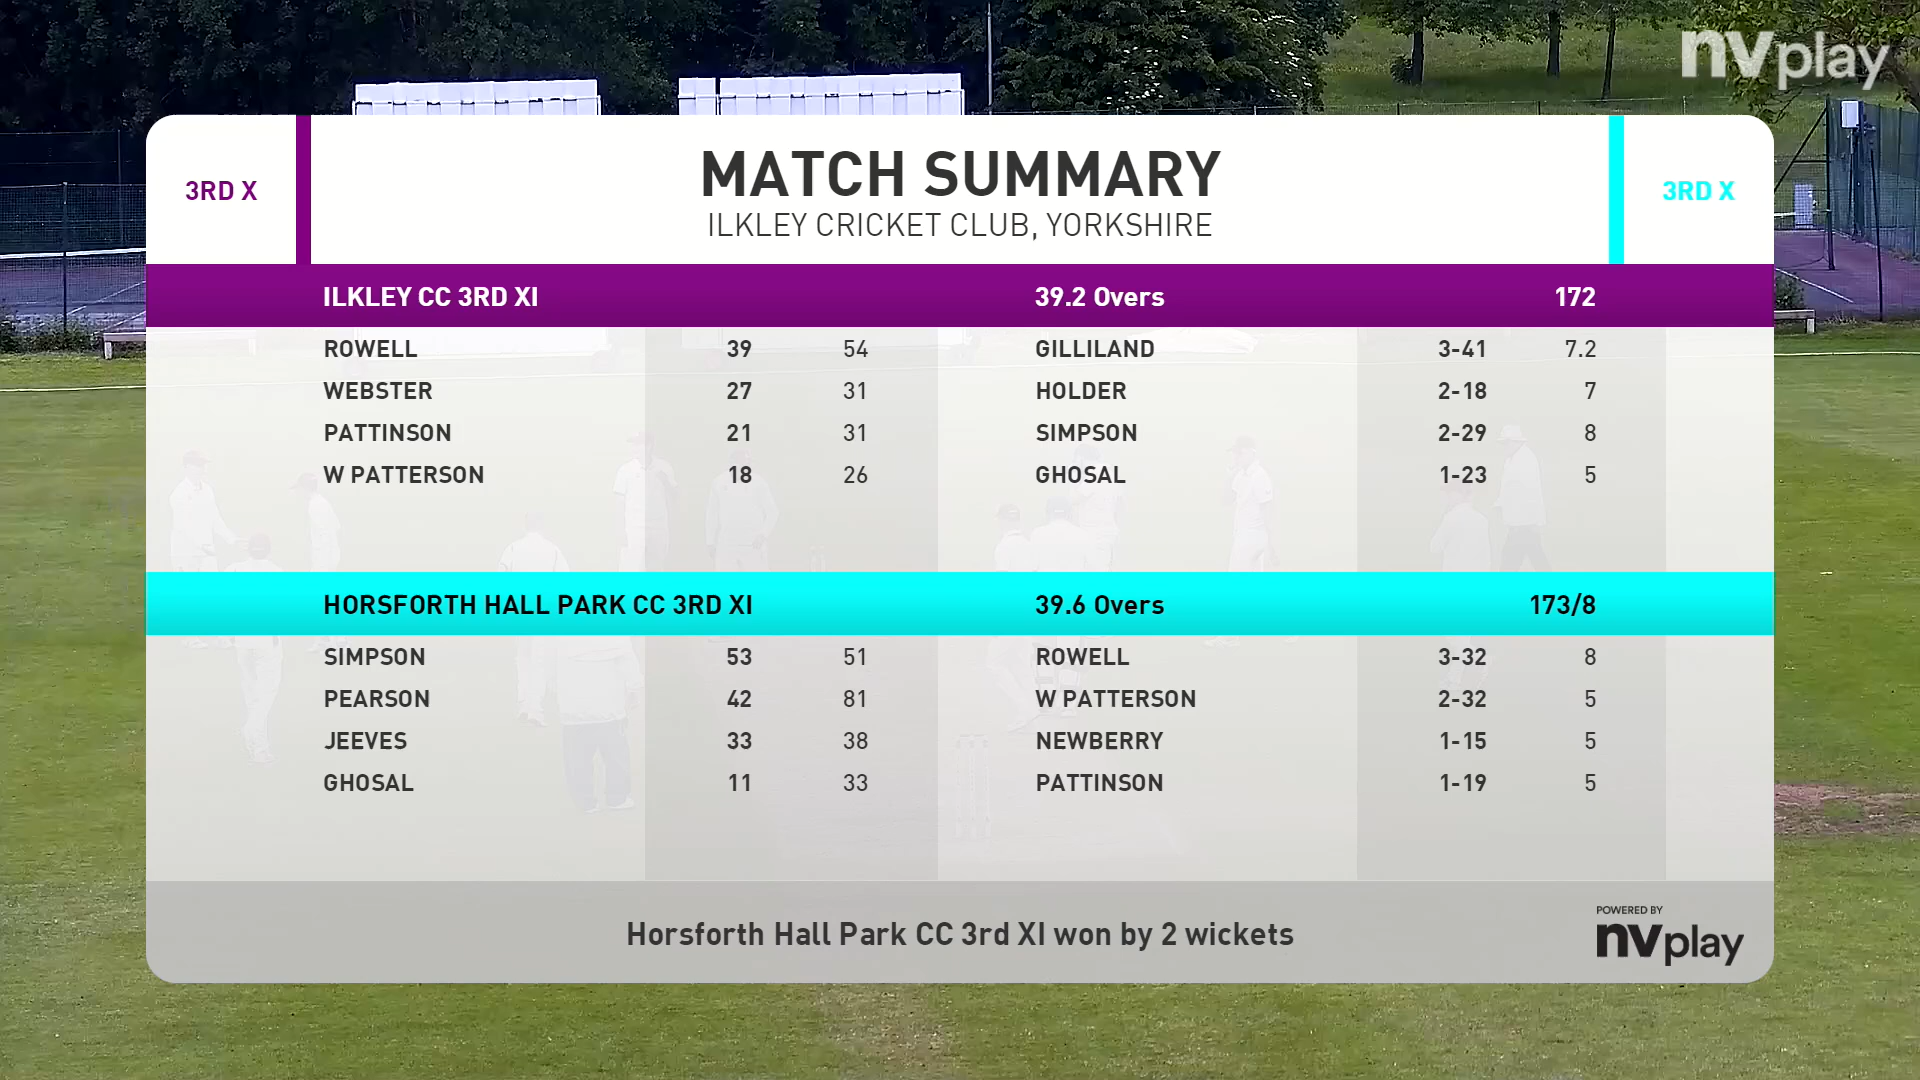 nvplay
3RD X
MATCH SUMMARY
ILKLEY CRICKET CLUB, YORKSHIRE
3RD X
ILKLEY CC 3RD XI 39.2 Overs 172
ROWELL 39 54 GILLILAND 3-41 7.2
WEBSTER 27 31 HOLDER 2-18 7
PATTINSON 21 31 SIMPSON 2-29 8
W PATTERSON 18 26 GHOSAL 1-23 5
HORSFORTH HALL PARK CC 3RD XI 39.6 Overs 173/8
SIMPSON 53 51 ROWELL 3-32 8
PEARSON 42 81 W PATTERSON 2-32 5
JEEVES 33 38 NEWBERRY 1-15 5
GHOSAL 11 33 PATTINSON 1-19 5
Horsforth Hall Park CC 3rd XI won by 2 wickets
POWERED BY
nvplay